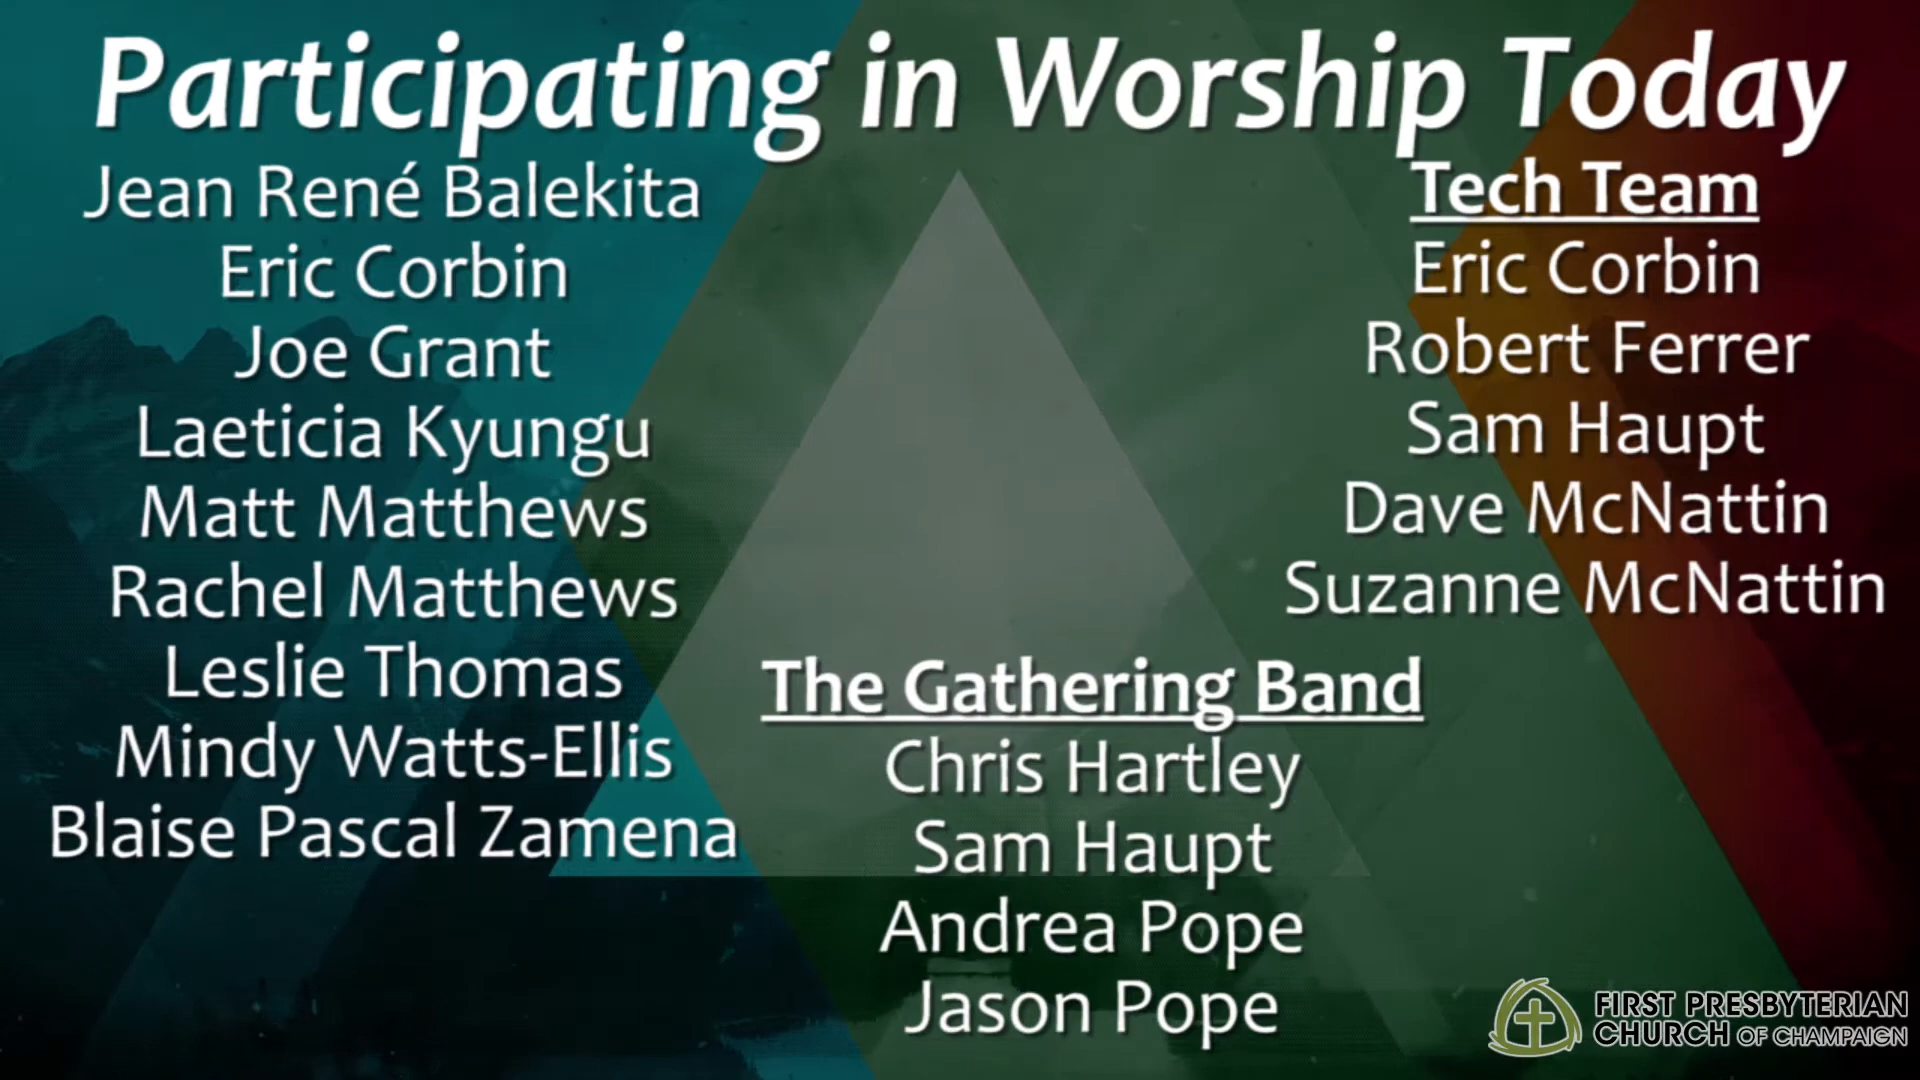 Participating in Worship Today
Jean René Balekita
Eric Corbin
Joe Grant
Laeticia Kyungu
Matt Matthews
Rachel Matthews
Leslie Thomas
Mindy Watts-Ellis
Blaise Pascal Zamena
The Gathering Band
Chris Hartley
Sam Haupt
Andrea Pope
Jason Pope
Tech Team
Eric Corbin
Robert Ferrer
Sam Haupt
Dave McNattin
Suzanne McNattin
FIRST PRESBYTERIAN
CHURCH OF CHAMPAIGN